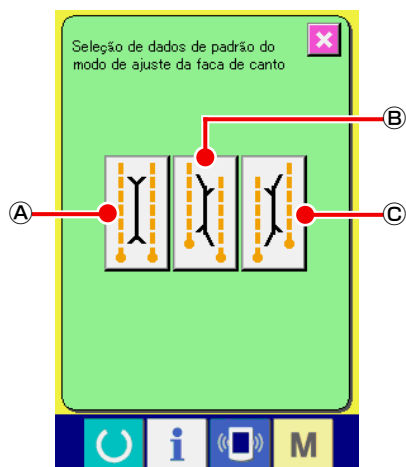 Seleção de dados de padrão do
modo de ajuste da faca de canto
B
A
C
i
M